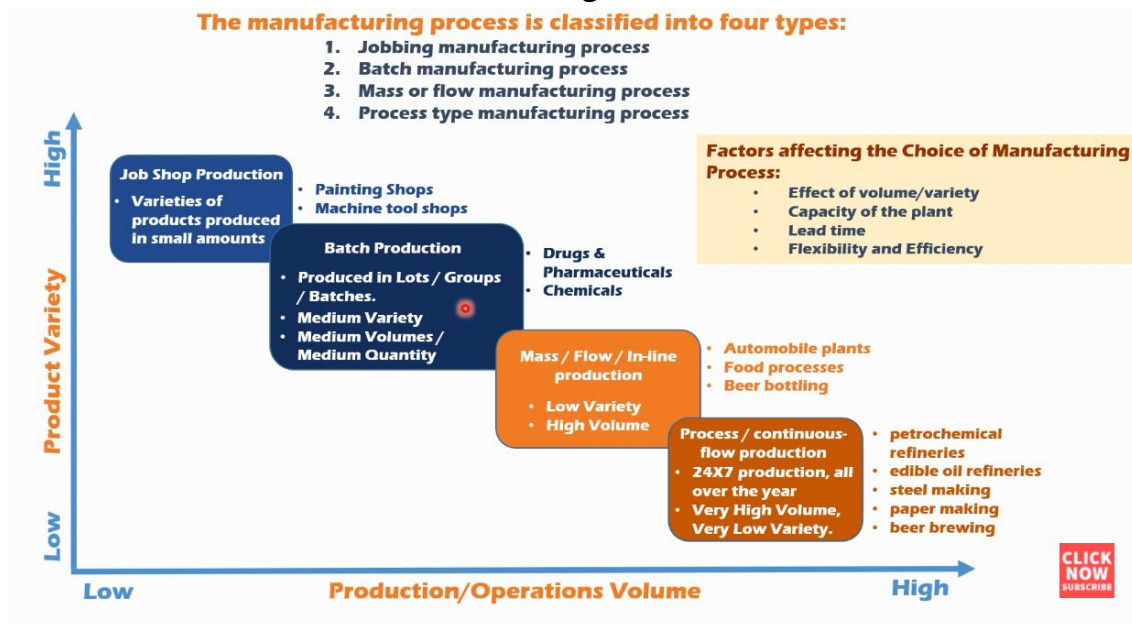 The manufacturing process is classified into four types:
1. Jobbing manufacturing process
2. Batch manufacturing process
3. Mass or flow manufacturing process
4. Process type manufacturing process
High
Product Variety
Low
Job Shop Production
• Varieties of
products produced
in small amounts
• Painting Shops
• Machine tool shops
Batch Production
• Produced in Lots / Groups
/ Batches.
• Medium Variety
• Medium Volumes /
Medium Quantity
• Drugs &
Pharmaceuticals
• Chemicals
Factors affecting the Choice of Manufacturing
Process:
• Effect of volume/variety
• Capacity of the plant
• Lead time
• Flexibility and Efficiency
Mass / Flow / In-line
production
• Low Variety
• High Volume
• Automobile plants
• Food processes
• Beer bottling
Process / continuous-
flow production
• 24X7 production, all
over the year
• Very High Volume,
Very Low Variety.
• petrochemical
refineries
• edible oil refineries
• steel making
• paper making
• beer brewing
Low
Production/Operations Volume
High
CLICK
NOW
SUBSCRIBE